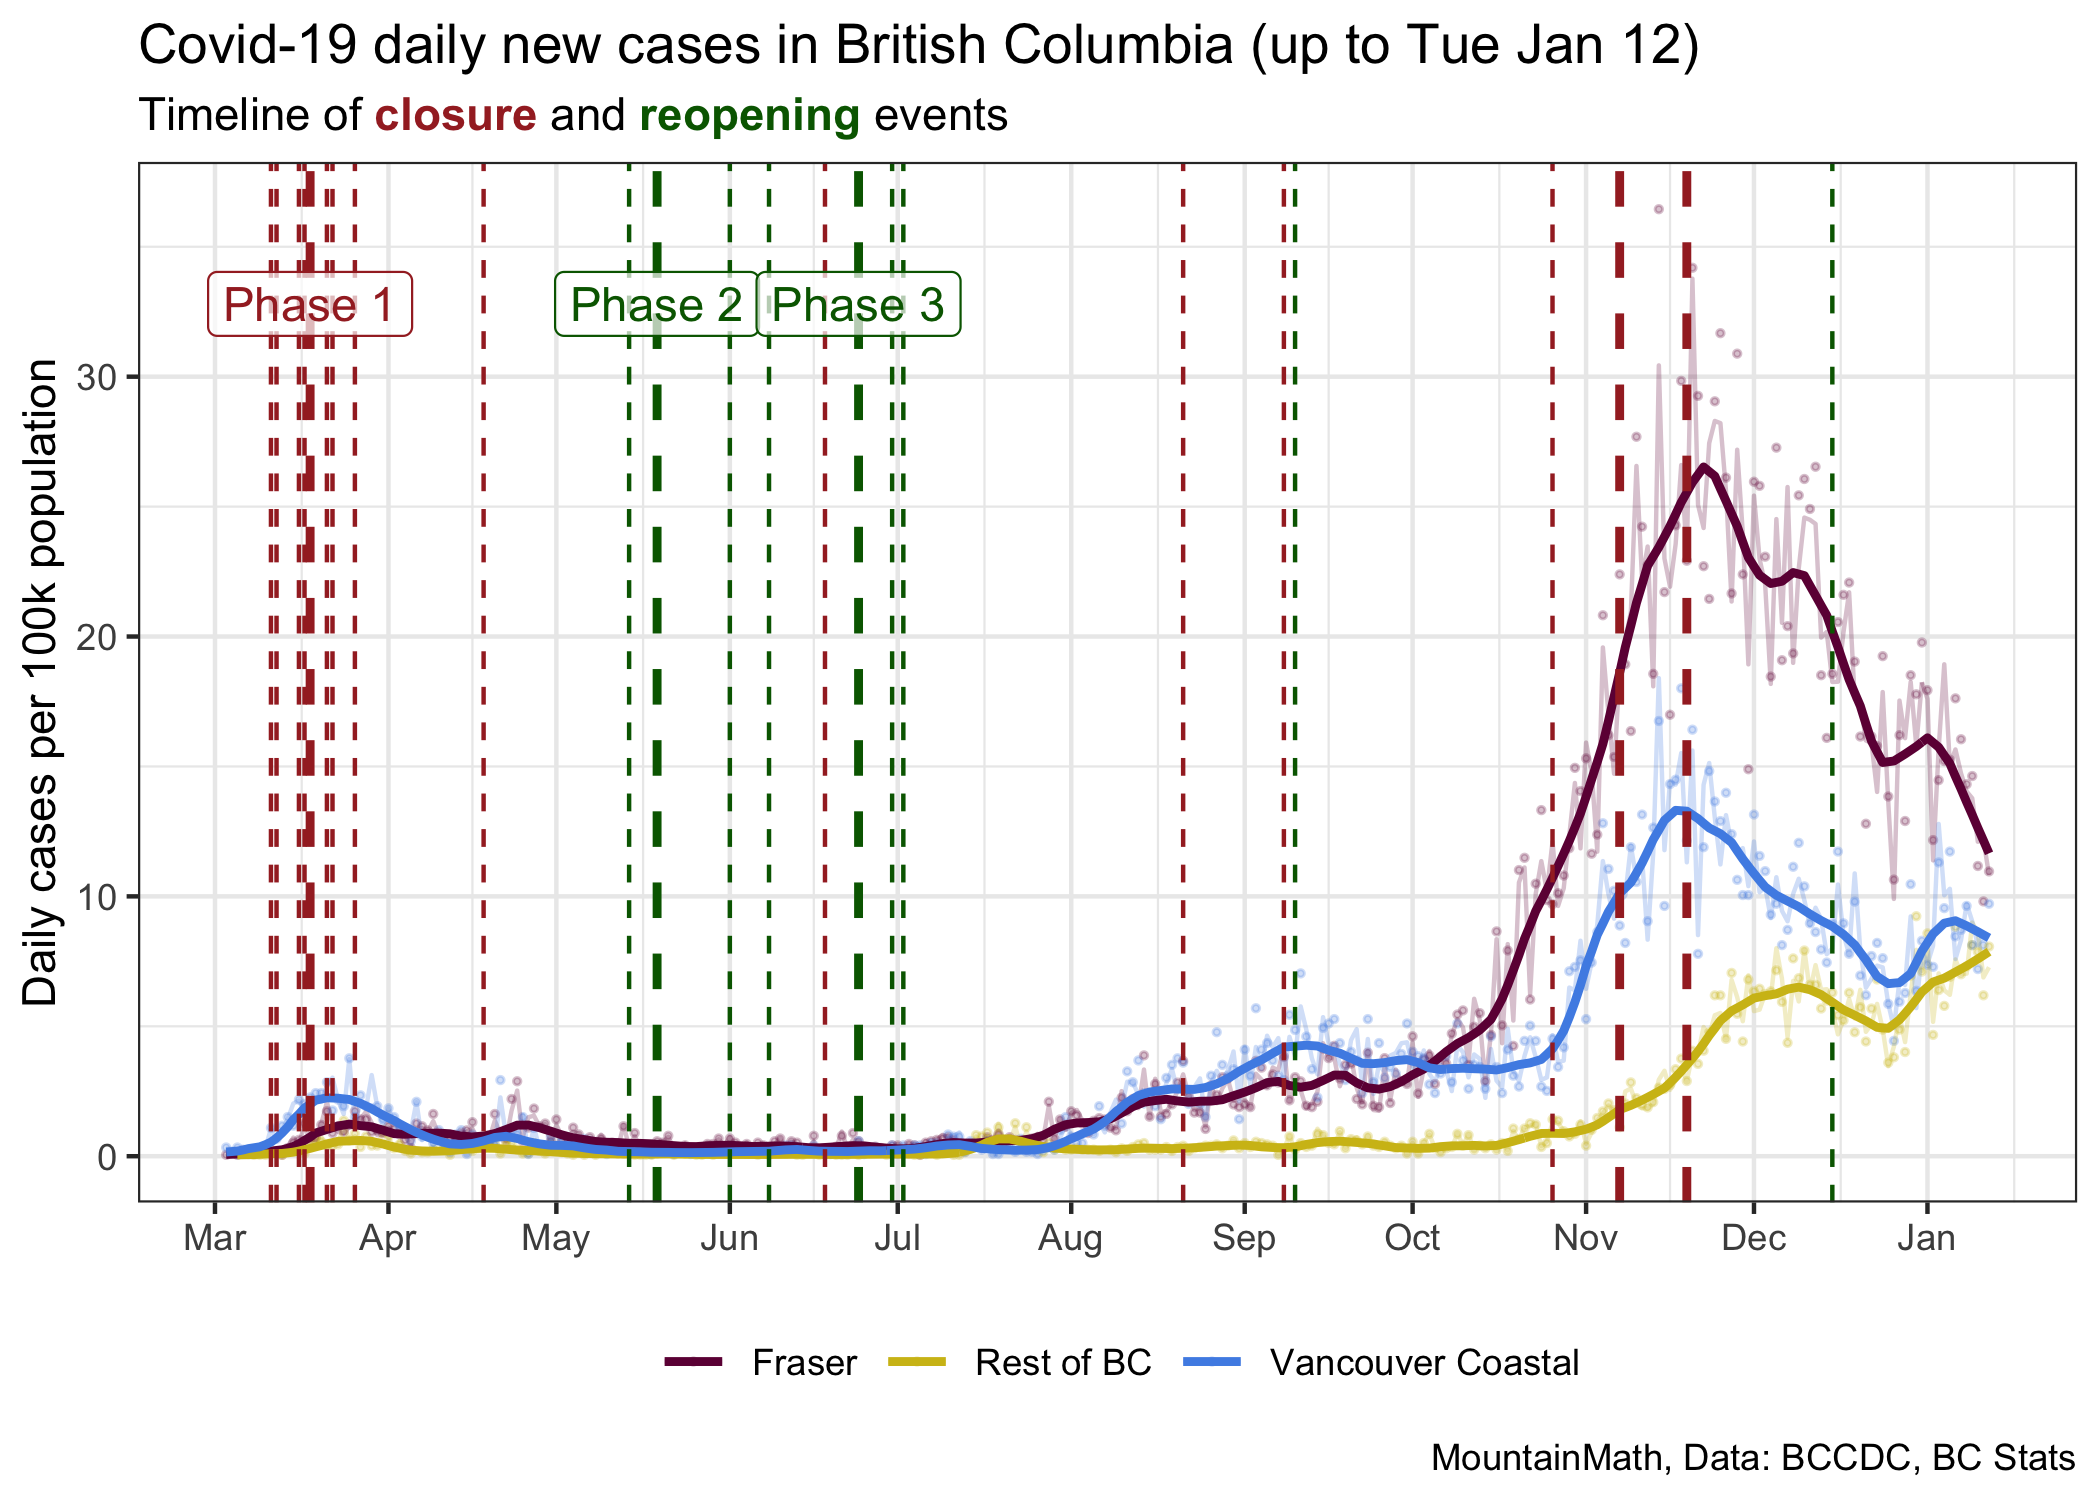 Covid-19 daily new cases in British Columbia (up to Tue Jan 12)
Timeline of closure and reopening events
Phase 1
Phase 2
Phase 3
Daily cases per 100k population
30
20
10
0
Mar Apr May Jun Jul Aug Sep Oct Nov Dec Jan
Fraser Rest of BC Vancouver Coastal
MountainMath, Data: BCCDC, BC Stats